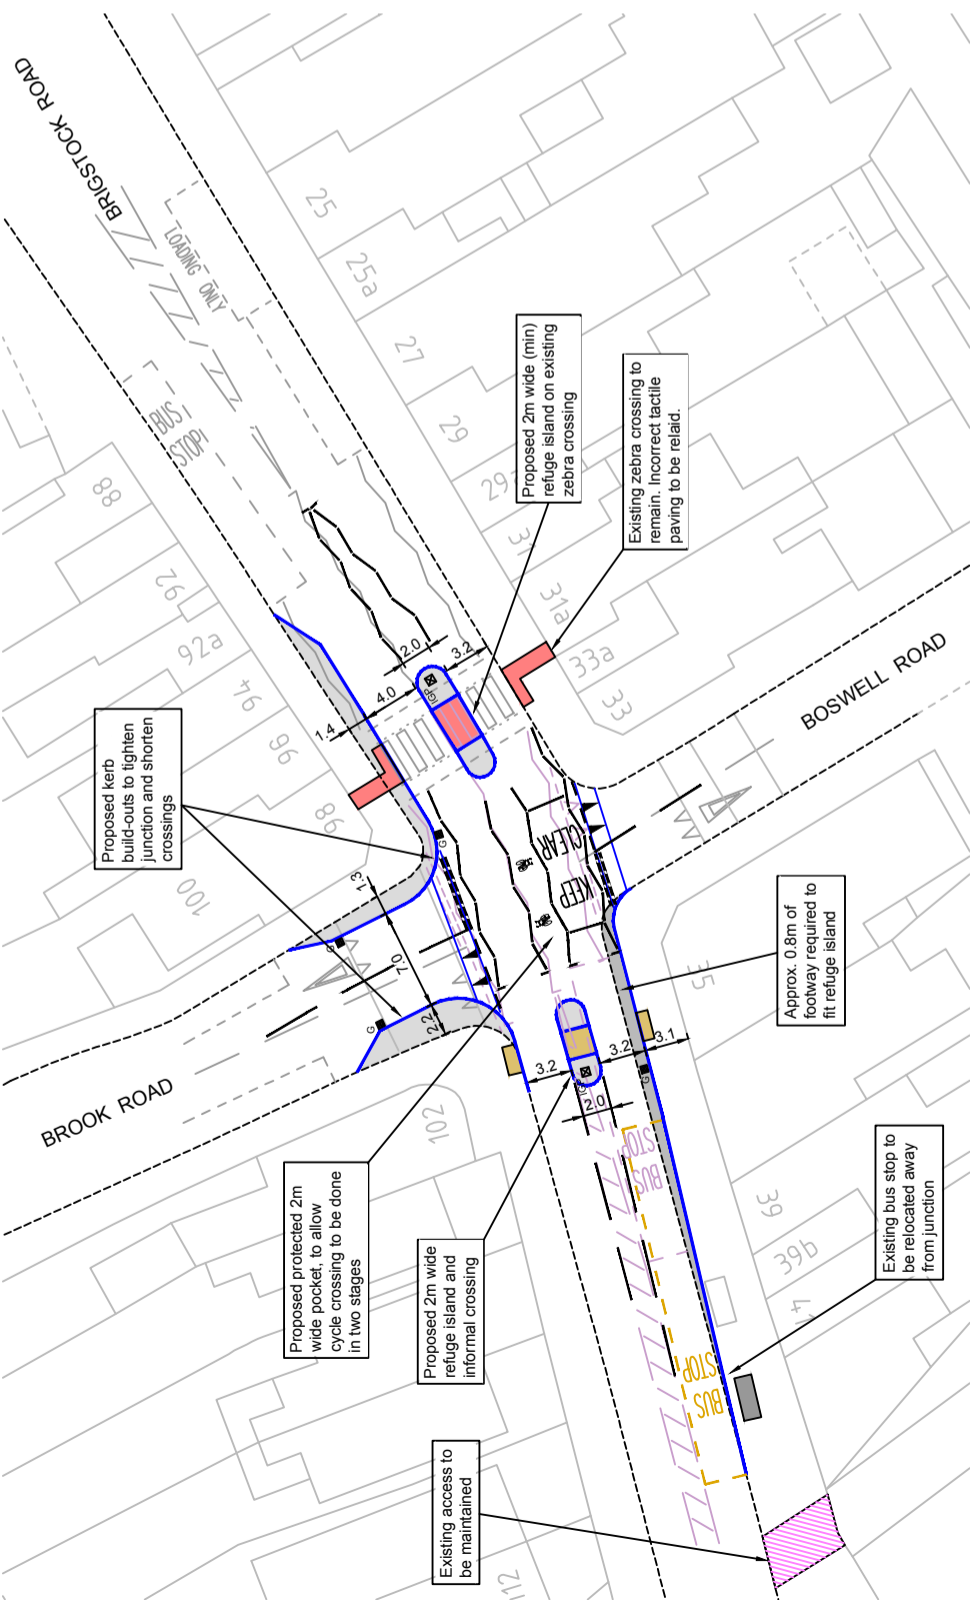 BRIGSTOCK ROAD
LOADING ONLY
BUS
STOP
25
25a
27
29
29a
31
31a
33a
33
88
92
92a
94
96
98
100
102
112
35
39
39b
41
Proposed 2m wide (min)
refuge island on existing
zebra crossing
Existing zebra crossing to
remain. Incorrect tactile
paving to be relaid.
BOSWELL ROAD
BROOK ROAD
Proposed kerb
build-outs to tighten
junction and shorten
crossings
2.0
3.2
4.0
1.4
IGP
G
1.3
7.0
2.2
G
G
KEEP
CLEAR
Approx. 0.8m of
footway required to
fit refuge island
3.2
3.2
3.1
2.0
IGP
G
BUS
STOP
Proposed protected 2m
wide pocket, to allow
cycle crossing to be done
in two stages
Proposed 2m wide
refuge island and
informal crossing
Existing bus stop to
be relocated away
from junction
BUS
STOP
Existing access to
be maintained